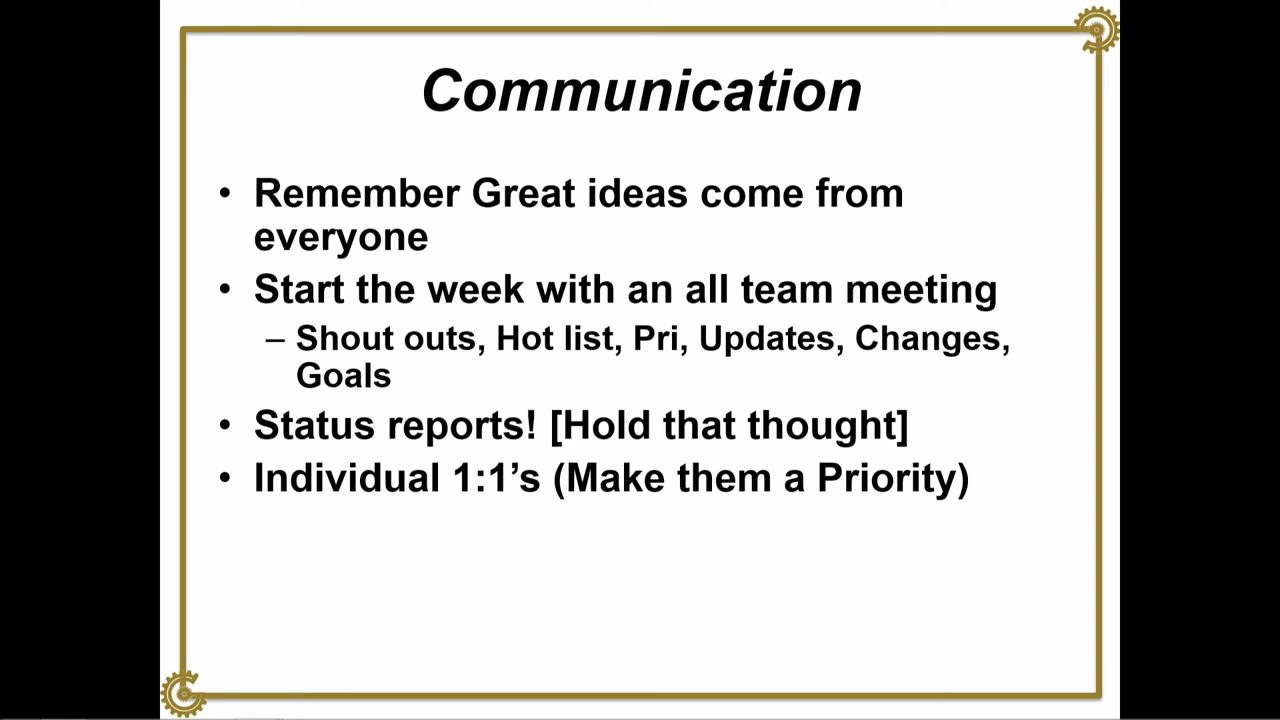 Communication
• Remember Great ideas come from
everyone
• Start the week with an all team meeting
– Shout outs, Hot list, Pri, Updates, Changes,
Goals
• Status reports! [Hold that thought]
• Individual 1:1’s (Make them a Priority)